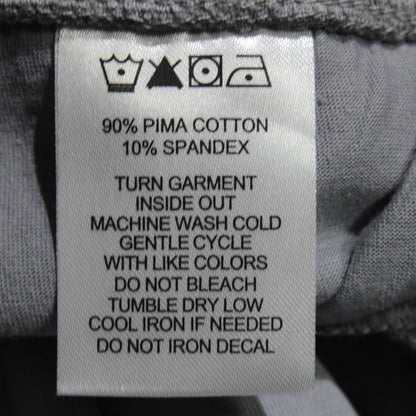 90% PIMA COTTON
10% SPANDEX
TURN GARMENT
INSIDE OUT
MACHINE WASH COLD
GENTLE CYCLE
WITH LIKE COLORS
DO NOT BLEACH
TUMBLE DRY LOW
COOL IRON IF NEEDED
DO NOT IRON DECAL